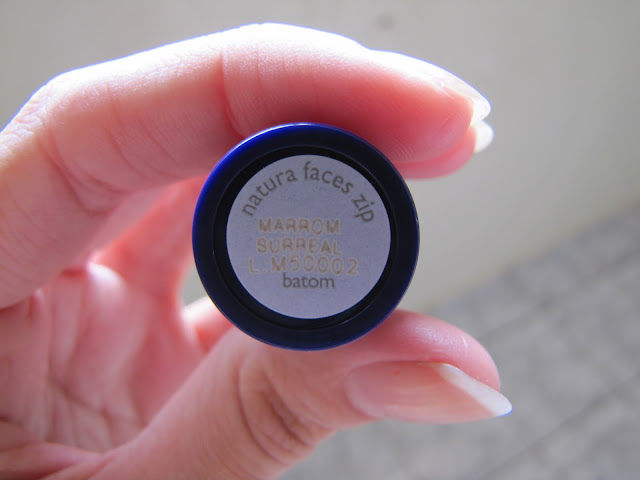 natura faces zip
MARROM
SURREAL
L.M50002
batom